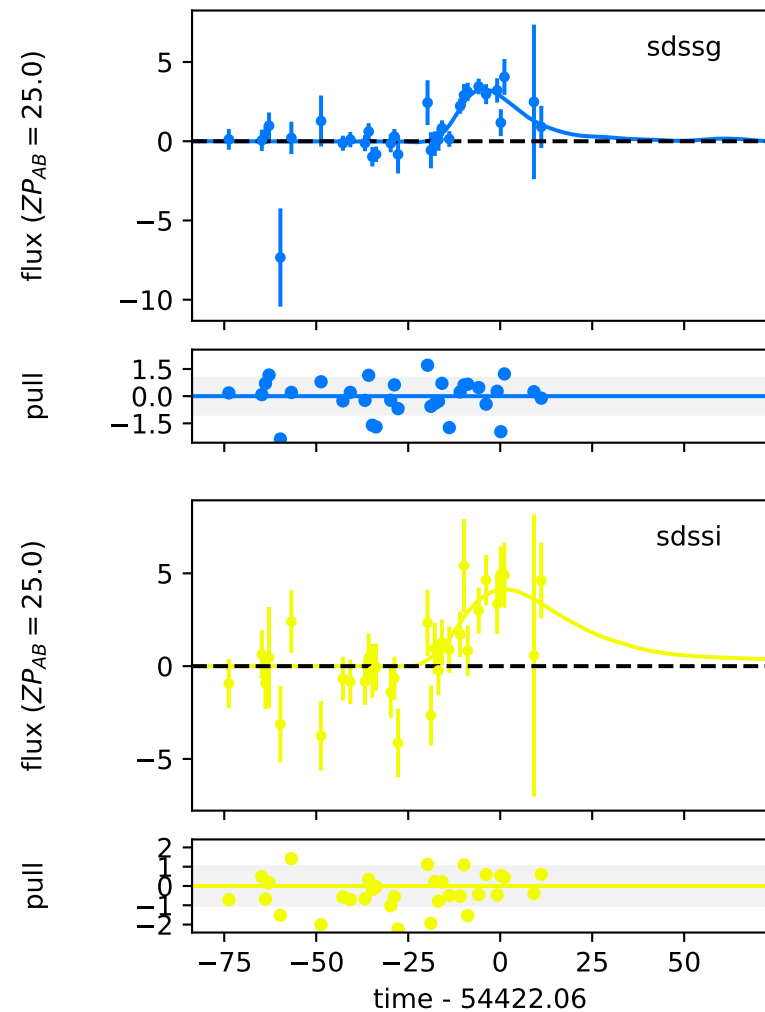 sdssg
flux (ZP_AB = 25.0)
5
0
−5
−10
pull
1.5
0.0
−1.5
sdssi
flux (ZP_AB = 25.0)
5
0
−5
pull
2
1
0
−1
−2
−75 −50 −25 0 25 50
time - 54422.06